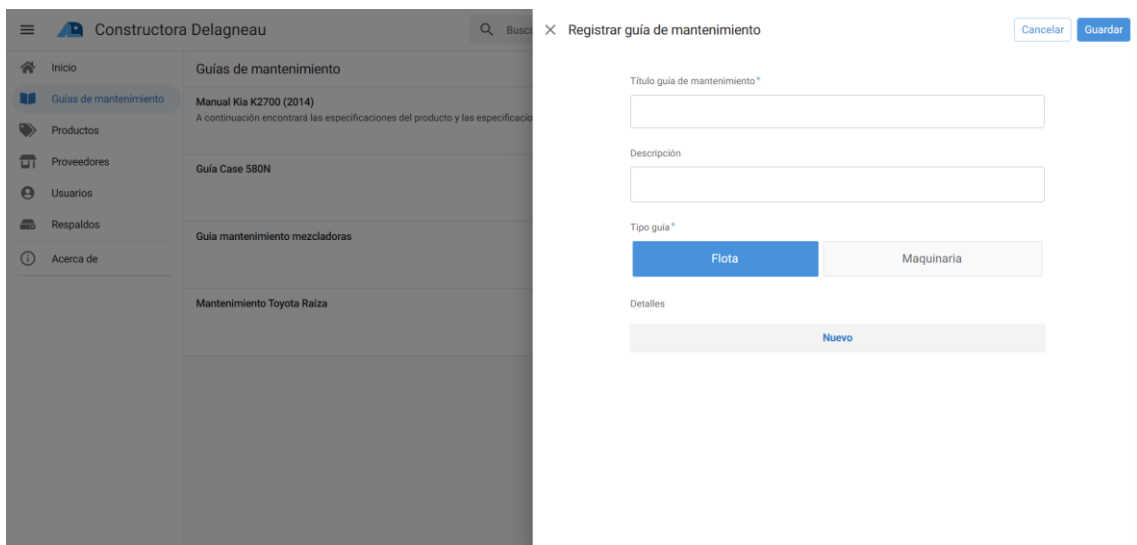 Constructora Delagneau
Busca
Inicio
Guías de mantenimiento
Productos
Proveedores
Usuarios
Respaldos
Acerca de
Guías de mantenimiento
Manual Kia K2700 (2014)
A continuación encontrará las especificaciones del producto y las especificacio
Guía Case 580N
Guia mantenimiento mezcladoras
Mantenimiento Toyota Raiza
Registrar guía de mantenimiento
Cancelar
Guardar
Título guía de mantenimiento *
Descripción
Tipo guía *
Flota
Maquinaria
Detalles
Nuevo